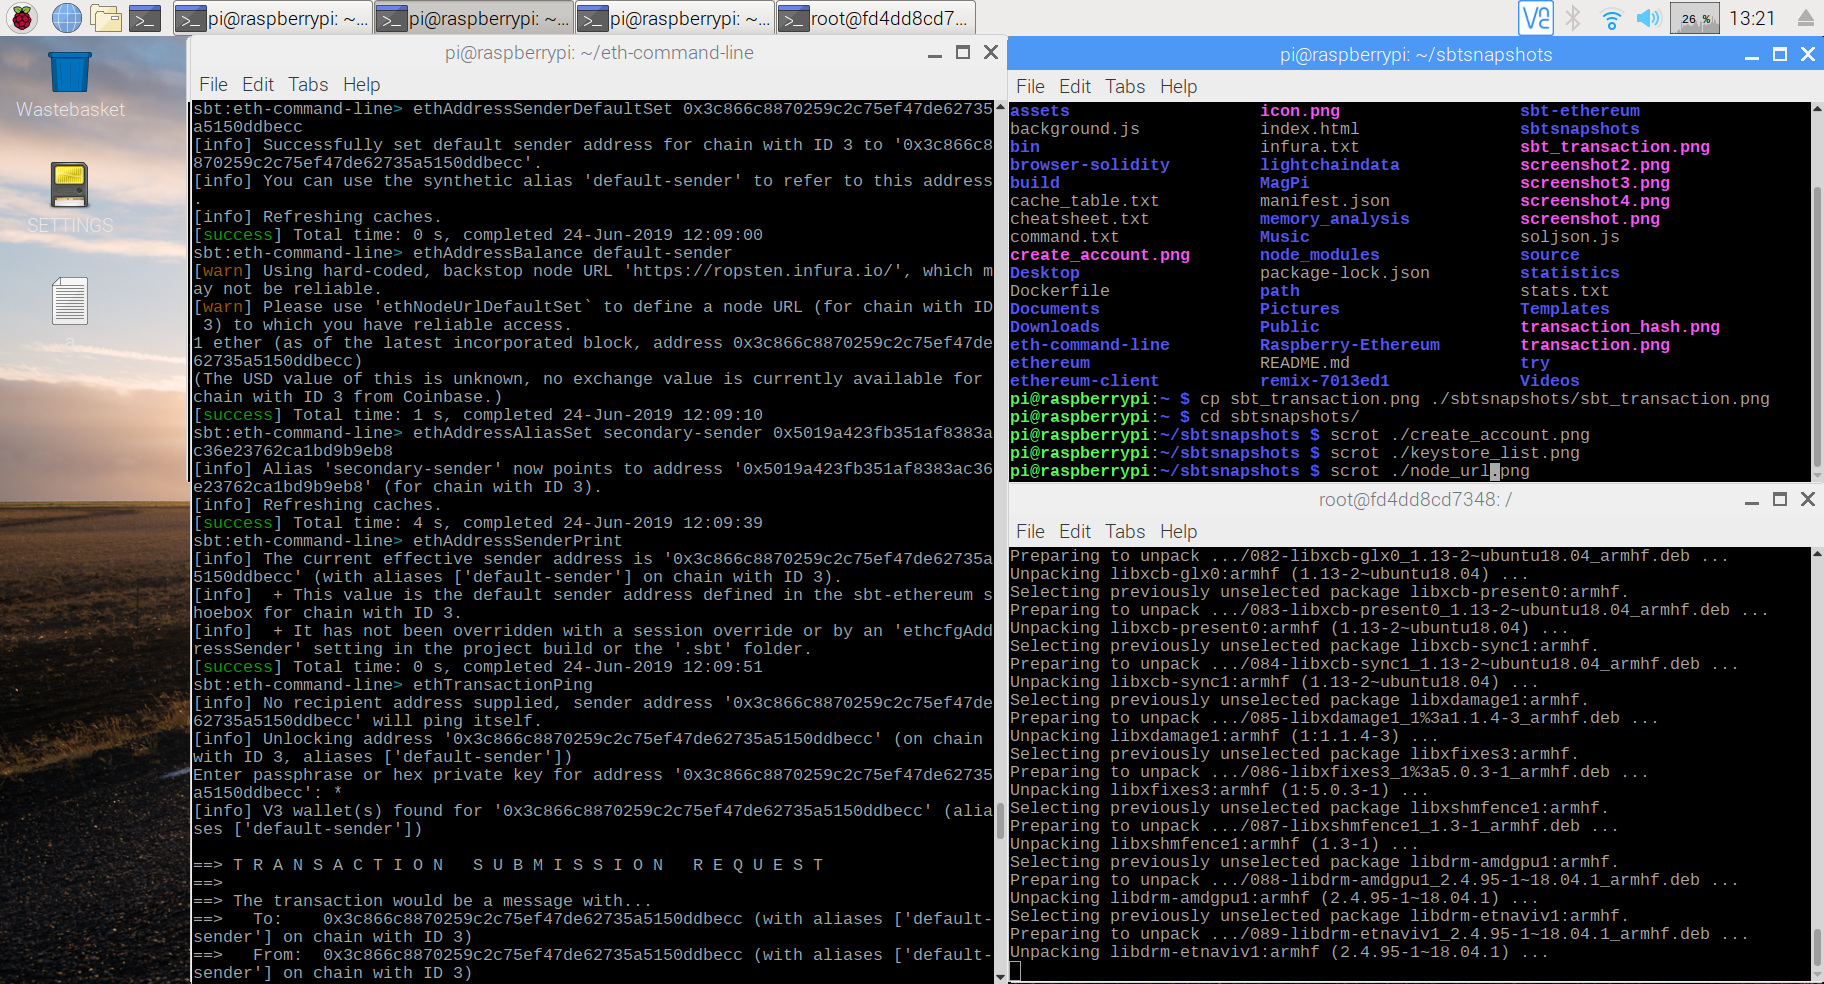 pi@raspberrypi: ~...
pi@raspberrypi: ~...
pi@raspberrypi: ~...
root@fd4dd8cd7...
26 %
13:21
Wastebasket
SETTINGS
a
pi@raspberrypi: ~/eth-command-line
File Edit Tabs Help
sbt:eth-command-line> ethAddressSenderDefaultSet 0x3c866c8870259c2c75ef47de62735
a5150ddbecc
[info] Successfully set default sender address for chain with ID 3 to '0x3c866c8
870259c2c75ef47de62735a5150ddbecc'.
[info] You can use the synthetic alias 'default-sender' to refer to this address
.
[info] Refreshing caches.
[success] Total time: 0 s, completed 24-Jun-2019 12:09:00
sbt:eth-command-line> ethAddressBalance default-sender
[warn] Using hard-coded, backstop node URL 'https://ropsten.infura.io/', which m
ay not be reliable.
[warn] Please use 'ethNodeUrlDefaultSet` to define a node URL (for chain with ID
 3) to which you have reliable access.
1 ether (as of the latest incorporated block, address 0x3c866c8870259c2c75ef47de
62735a5150ddbecc)
(The USD value of this is unknown, no exchange value is currently available for
chain with ID 3 from Coinbase.)
[success] Total time: 1 s, completed 24-Jun-2019 12:09:10
sbt:eth-command-line> ethAddressAliasSet secondary-sender 0x5019a423fb351af8383a
c36e23762ca1bd9b9eb8
[info] Alias 'secondary-sender' now points to address '0x5019a423fb351af8383ac36
e23762ca1bd9b9eb8' (for chain with ID 3).
[info] Refreshing caches.
[success] Total time: 4 s, completed 24-Jun-2019 12:09:39
sbt:eth-command-line> ethAddressSenderPrint
[info] The current effective sender address is '0x3c866c8870259c2c75ef47de62735a
5150ddbecc' (with aliases ['default-sender'] on chain with ID 3).
[info]  + This value is the default sender address defined in the sbt-ethereum s
hoebox for chain with ID 3.
[info]  + It has not been overridden with a session override or by an 'ethcfgAdd
ressSender' setting in the project build or the '.sbt' folder.
[success] Total time: 0 s, completed 24-Jun-2019 12:09:51
sbt:eth-command-line> ethTransactionPing
[info] No recipient address supplied, sender address '0x3c866c8870259c2c75ef47de
62735a5150ddbecc' will ping itself.
[info] Unlocking address '0x3c866c8870259c2c75ef47de62735a5150ddbecc' (on chain
with ID 3, aliases ['default-sender'])
Enter passphrase or hex private key for address '0x3c866c8870259c2c75ef47de62735
a5150ddbecc': *
[info] V3 wallet(s) found for '0x3c866c8870259c2c75ef47de62735a5150ddbecc' (alia
ses ['default-sender'])
==> T R A N S A C T I O N   S U B M I S S I O N   R E Q U E S T
==>
==> The transaction would be a message with...
==>   To:    0x3c866c8870259c2c75ef47de62735a5150ddbecc (with aliases ['default-
sender'] on chain with ID 3)
==>   From:  0x3c866c8870259c2c75ef47de62735a5150ddbecc (with aliases ['default-
sender'] on chain with ID 3)
pi@raspberrypi: ~/sbtsnapshots
File Edit Tabs Help
assets icon.png sbt-ethereum
background.js index.html sbtsnapshots
bin infura.txt sbt_transaction.png
browser-solidity lightchaindata screenshot2.png
build MagPi screenshot3.png
cache_table.txt manifest.json screenshot4.png
cheatsheet.txt memory_analysis screenshot.png
command.txt Music soljson.js
create_account.png node_modules source
Desktop package-lock.json statistics
Dockerfile path stats.txt
Documents Pictures Templates
Downloads Public transaction_hash.png
eth-command-line Raspberry-Ethereum transaction.png
ethereum README.md try
ethereum-client remix-7013ed1 Videos
pi@raspberrypi:~ $ cp sbt_transaction.png ./sbtsnapshots/sbt_transaction.png
pi@raspberrypi:~ $ cd sbtsnapshots/
pi@raspberrypi:~/sbtsnapshots $ scrot ./create_account.png
pi@raspberrypi:~/sbtsnapshots $ scrot ./keystore_list.png
pi@raspberrypi:~/sbtsnapshots $ scrot ./node_url.png
root@fd4dd8cd7348: /
File Edit Tabs Help
Preparing to unpack .../082-libxcb-glx0_1.13-2~ubuntu18.04_armhf.deb ...
Unpacking libxcb-glx0:armhf (1.13-2~ubuntu18.04) ...
Selecting previously unselected package libxcb-present0:armhf.
Preparing to unpack .../083-libxcb-present0_1.13-2~ubuntu18.04_armhf.deb ...
Unpacking libxcb-present0:armhf (1.13-2~ubuntu18.04) ...
Selecting previously unselected package libxcb-sync1:armhf.
Preparing to unpack .../084-libxcb-sync1_1.13-2~ubuntu18.04_armhf.deb ...
Unpacking libxcb-sync1:armhf (1.13-2~ubuntu18.04) ...
Selecting previously unselected package libxdamage1:armhf.
Preparing to unpack .../085-libxdamage1_1%3a1.1.4-3_armhf.deb ...
Unpacking libxdamage1:armhf (1:1.1.4-3) ...
Selecting previously unselected package libxfixes3:armhf.
Preparing to unpack .../086-libxfixes3_1%3a5.0.3-1_armhf.deb ...
Unpacking libxfixes3:armhf (1:5.0.3-1) ...
Selecting previously unselected package libxshmfence1:armhf.
Preparing to unpack .../087-libxshmfence1_1.3-1_armhf.deb ...
Unpacking libxshmfence1:armhf (1.3-1) ...
Selecting previously unselected package libdrm-amdgpu1:armhf.
Preparing to unpack .../088-libdrm-amdgpu1_2.4.95-1~18.04.1_armhf.deb ...
Unpacking libdrm-amdgpu1:armhf (2.4.95-1~18.04.1) ...
Selecting previously unselected package libdrm-etnaviv1:armhf.
Preparing to unpack .../089-libdrm-etnaviv1_2.4.95-1~18.04.1_armhf.deb ...
Unpacking libdrm-etnaviv1:armhf (2.4.95-1~18.04.1) ...